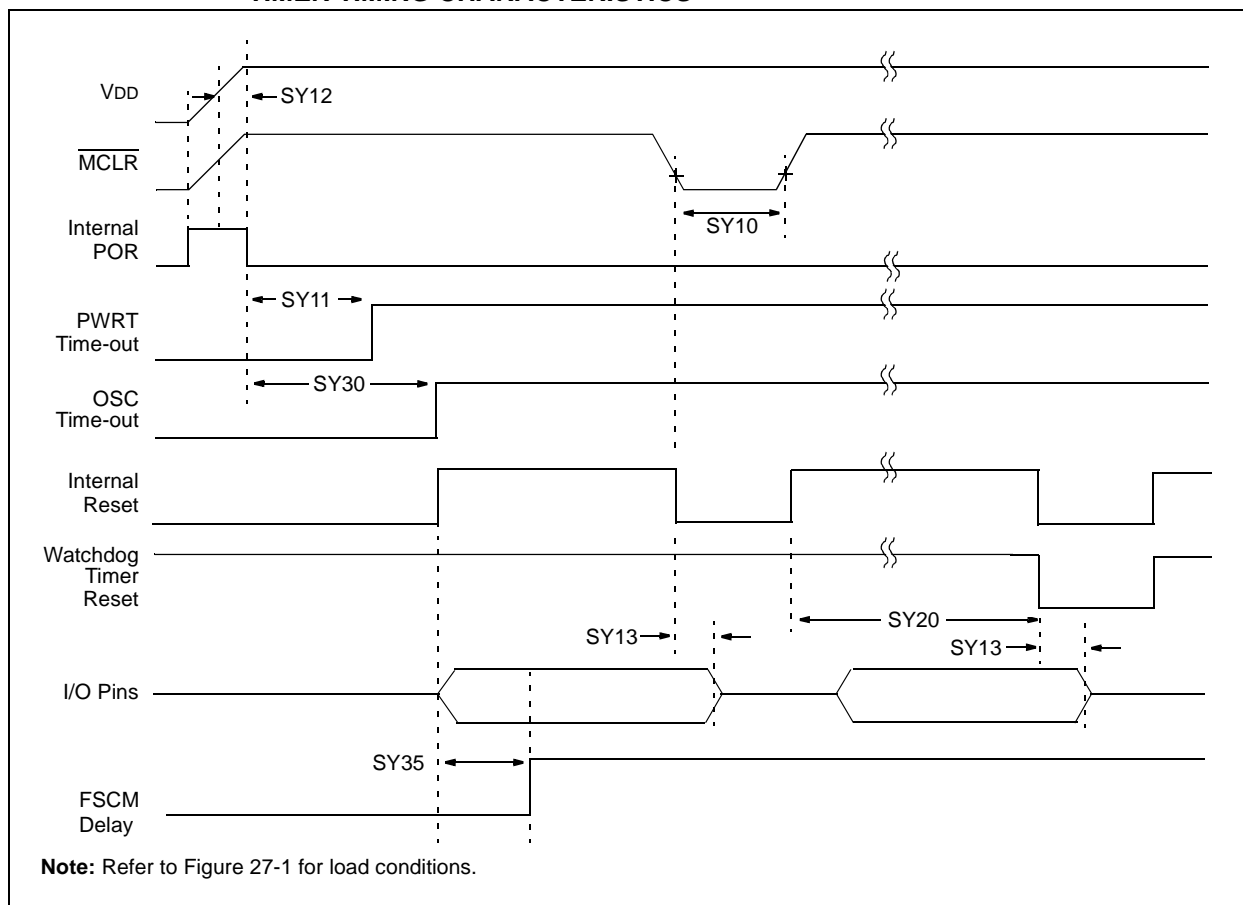 TIMER TIMING CHARACTERISTICS
VDD
SY12
MCLR
SY10
Internal
POR
SY11
PWRT
Time-out
SY30
OSC
Time-out
Internal
Reset
Watchdog
Timer
Reset
SY20
SY13
SY13
I/O Pins
SY35
FSCM
Delay
Note: Refer to Figure 27-1 for load conditions.